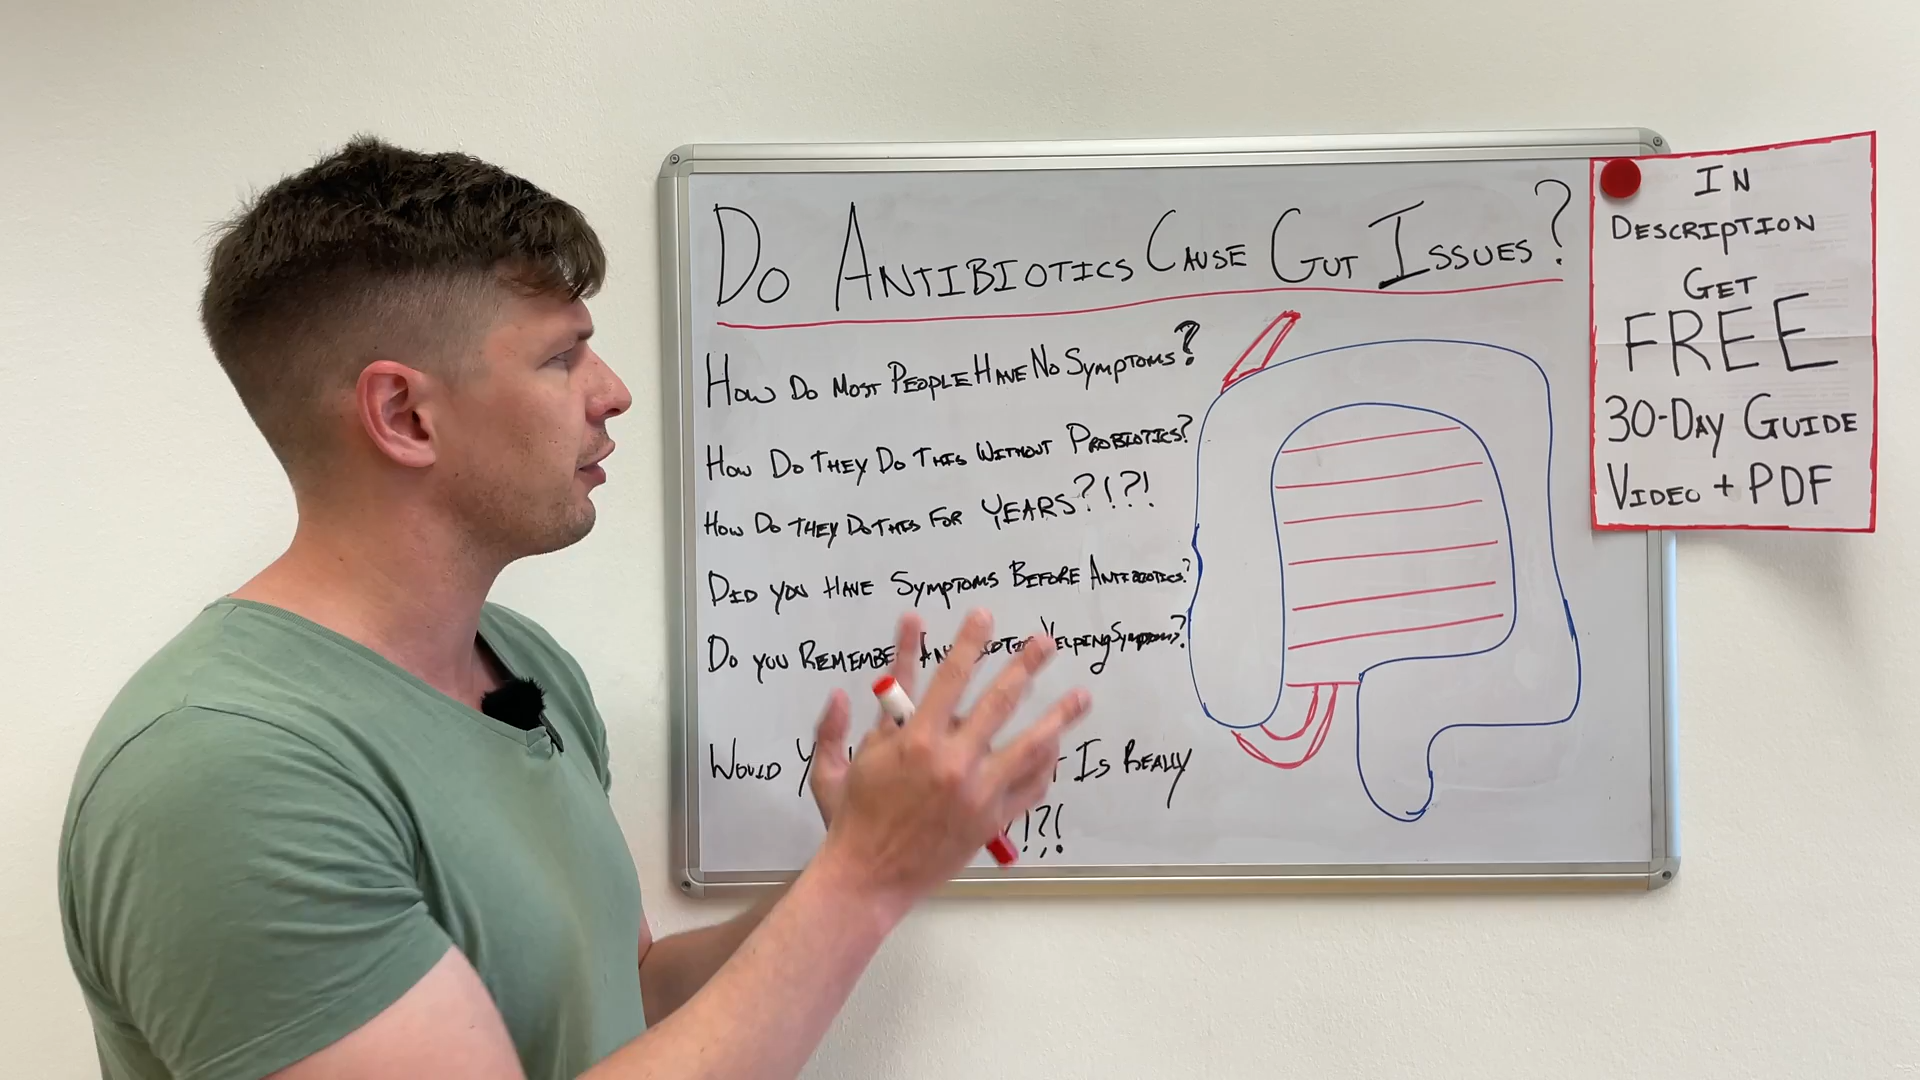 Do Antibiotics Cause Gut Issues?
How Do Most People Have No Symptoms?
How Do They Do This Without Probiotics?
How Do They Do This For YEARS?!?!
Did you Have Symptoms Before Antibiotics?
Do you Remember Antibiotics Helping Symptoms?
Would Is Really
!?!
In
Description
Get
FREE
30-Day Guide
Video + PDF